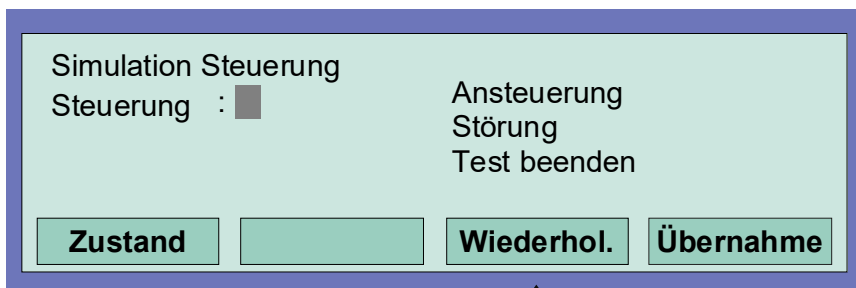 Simulation Steuerung
Steuerung :
Ansteuerung
Störung
Test beenden
Zustand
Wiederhol.
Übernahme